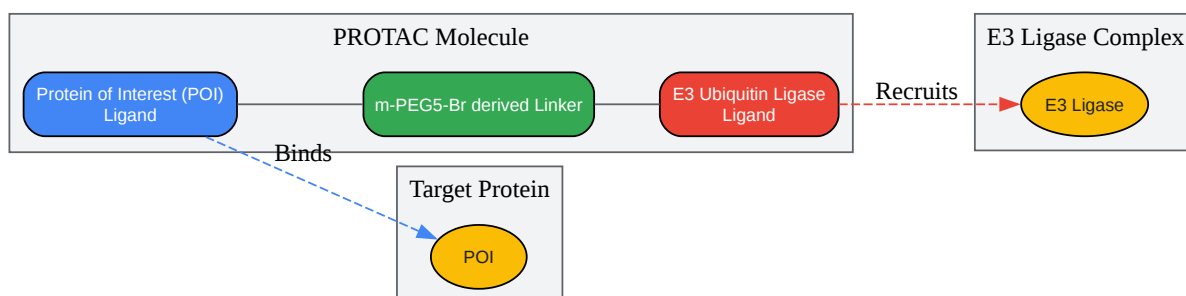 PROTAC Molecule
E3 Ligase Complex
Protein of Interest (POI)
Ligand
m-PEG5-Br derived Linker
E3 Ubiquitin Ligase
Ligand
Recruits
E3 Ligase
Binds
Target Protein
POI